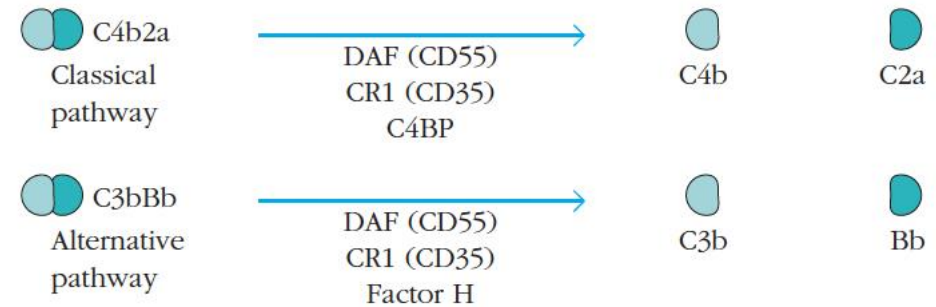 C4b2a
Classical
pathway
DAF (CD55)
CR1 (CD35)
C4BP
C4b
C2a
C3bBb
Alternative
pathway
DAF (CD55)
CR1 (CD35)
Factor H
C3b
Bb